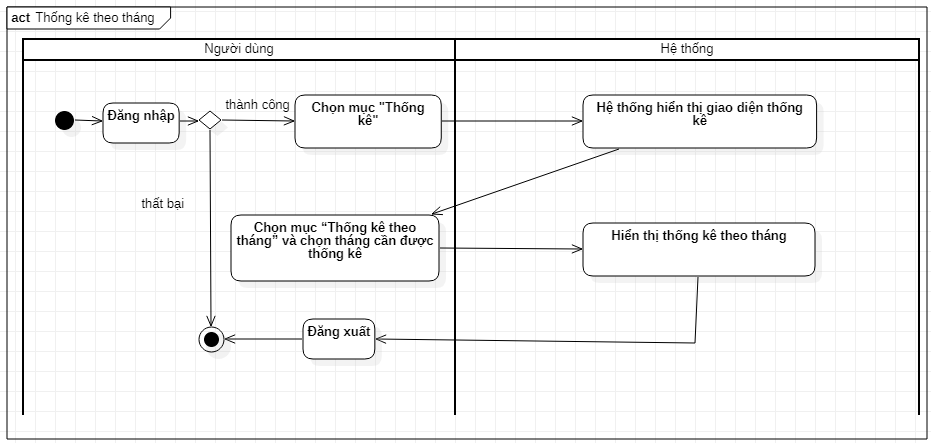 act Thống kê theo tháng
Người dùng
Hệ thống
Đăng nhập
thành công
Chọn mục "Thống
kê"
Hệ thống hiển thị giao diện thống
kê
thất bại
Chọn mục “Thống kê theo
tháng” và chọn tháng cần được
thống kê
Hiển thị thống kê theo tháng
Đăng xuất